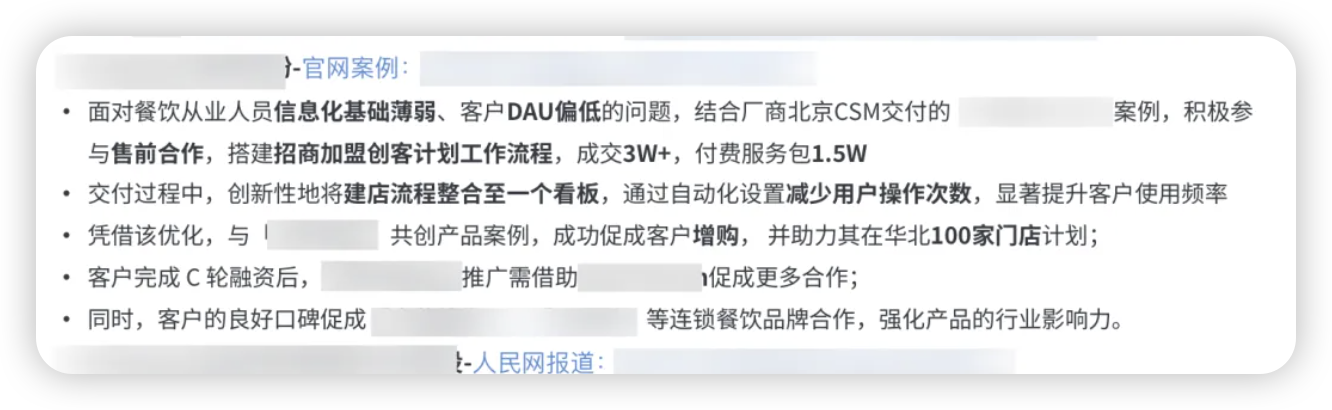 -官网案例：
• 面对餐饮从业人员信息化基础薄弱、客户DAU偏低的问题，结合厂商北京CSM交付的 案例，积极参
与售前合作，搭建招商加盟创客计划工作流程，成交3W+，付费服务包1.5W
• 交付过程中，创新性地将建店流程整合至一个看板，通过自动化设置减少用户操作次数，显著提升客户使用频率
• 凭借该优化，与「 共创产品案例，成功促成客户增购， 并助力其在华北100家门店计划；
• 客户完成 C 轮融资后， 推广需借助 促成更多合作；
• 同时，客户的良好口碑促成 等连锁餐饮品牌合作，强化产品的行业影响力。
-人民网报道：